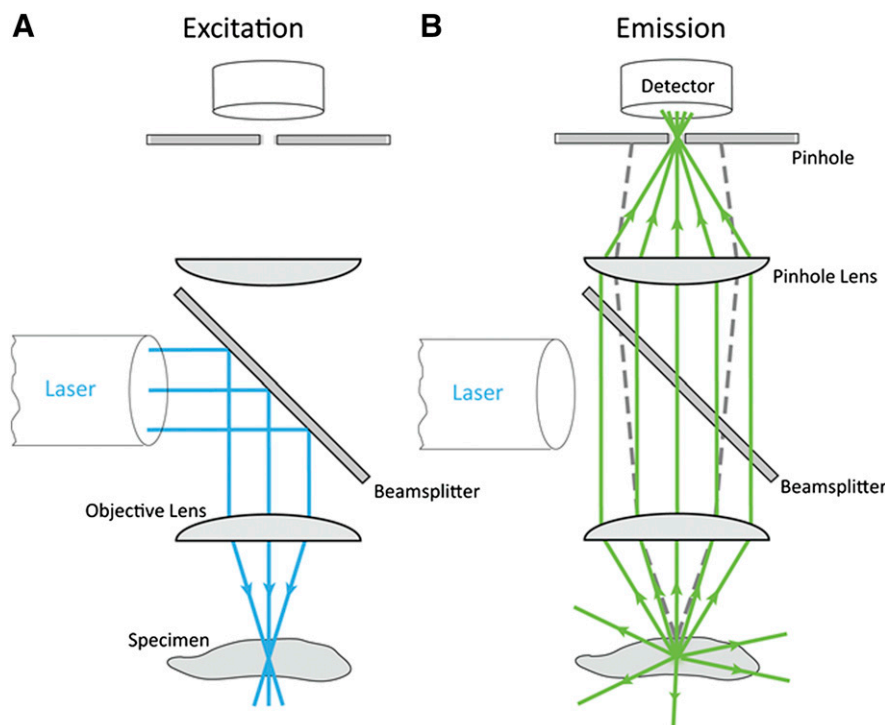 A
Excitation
Laser
Beamsplitter
Objective Lens
Specimen
B
Emission
Detector
Pinhole
Pinhole Lens
Laser
Beamsplitter